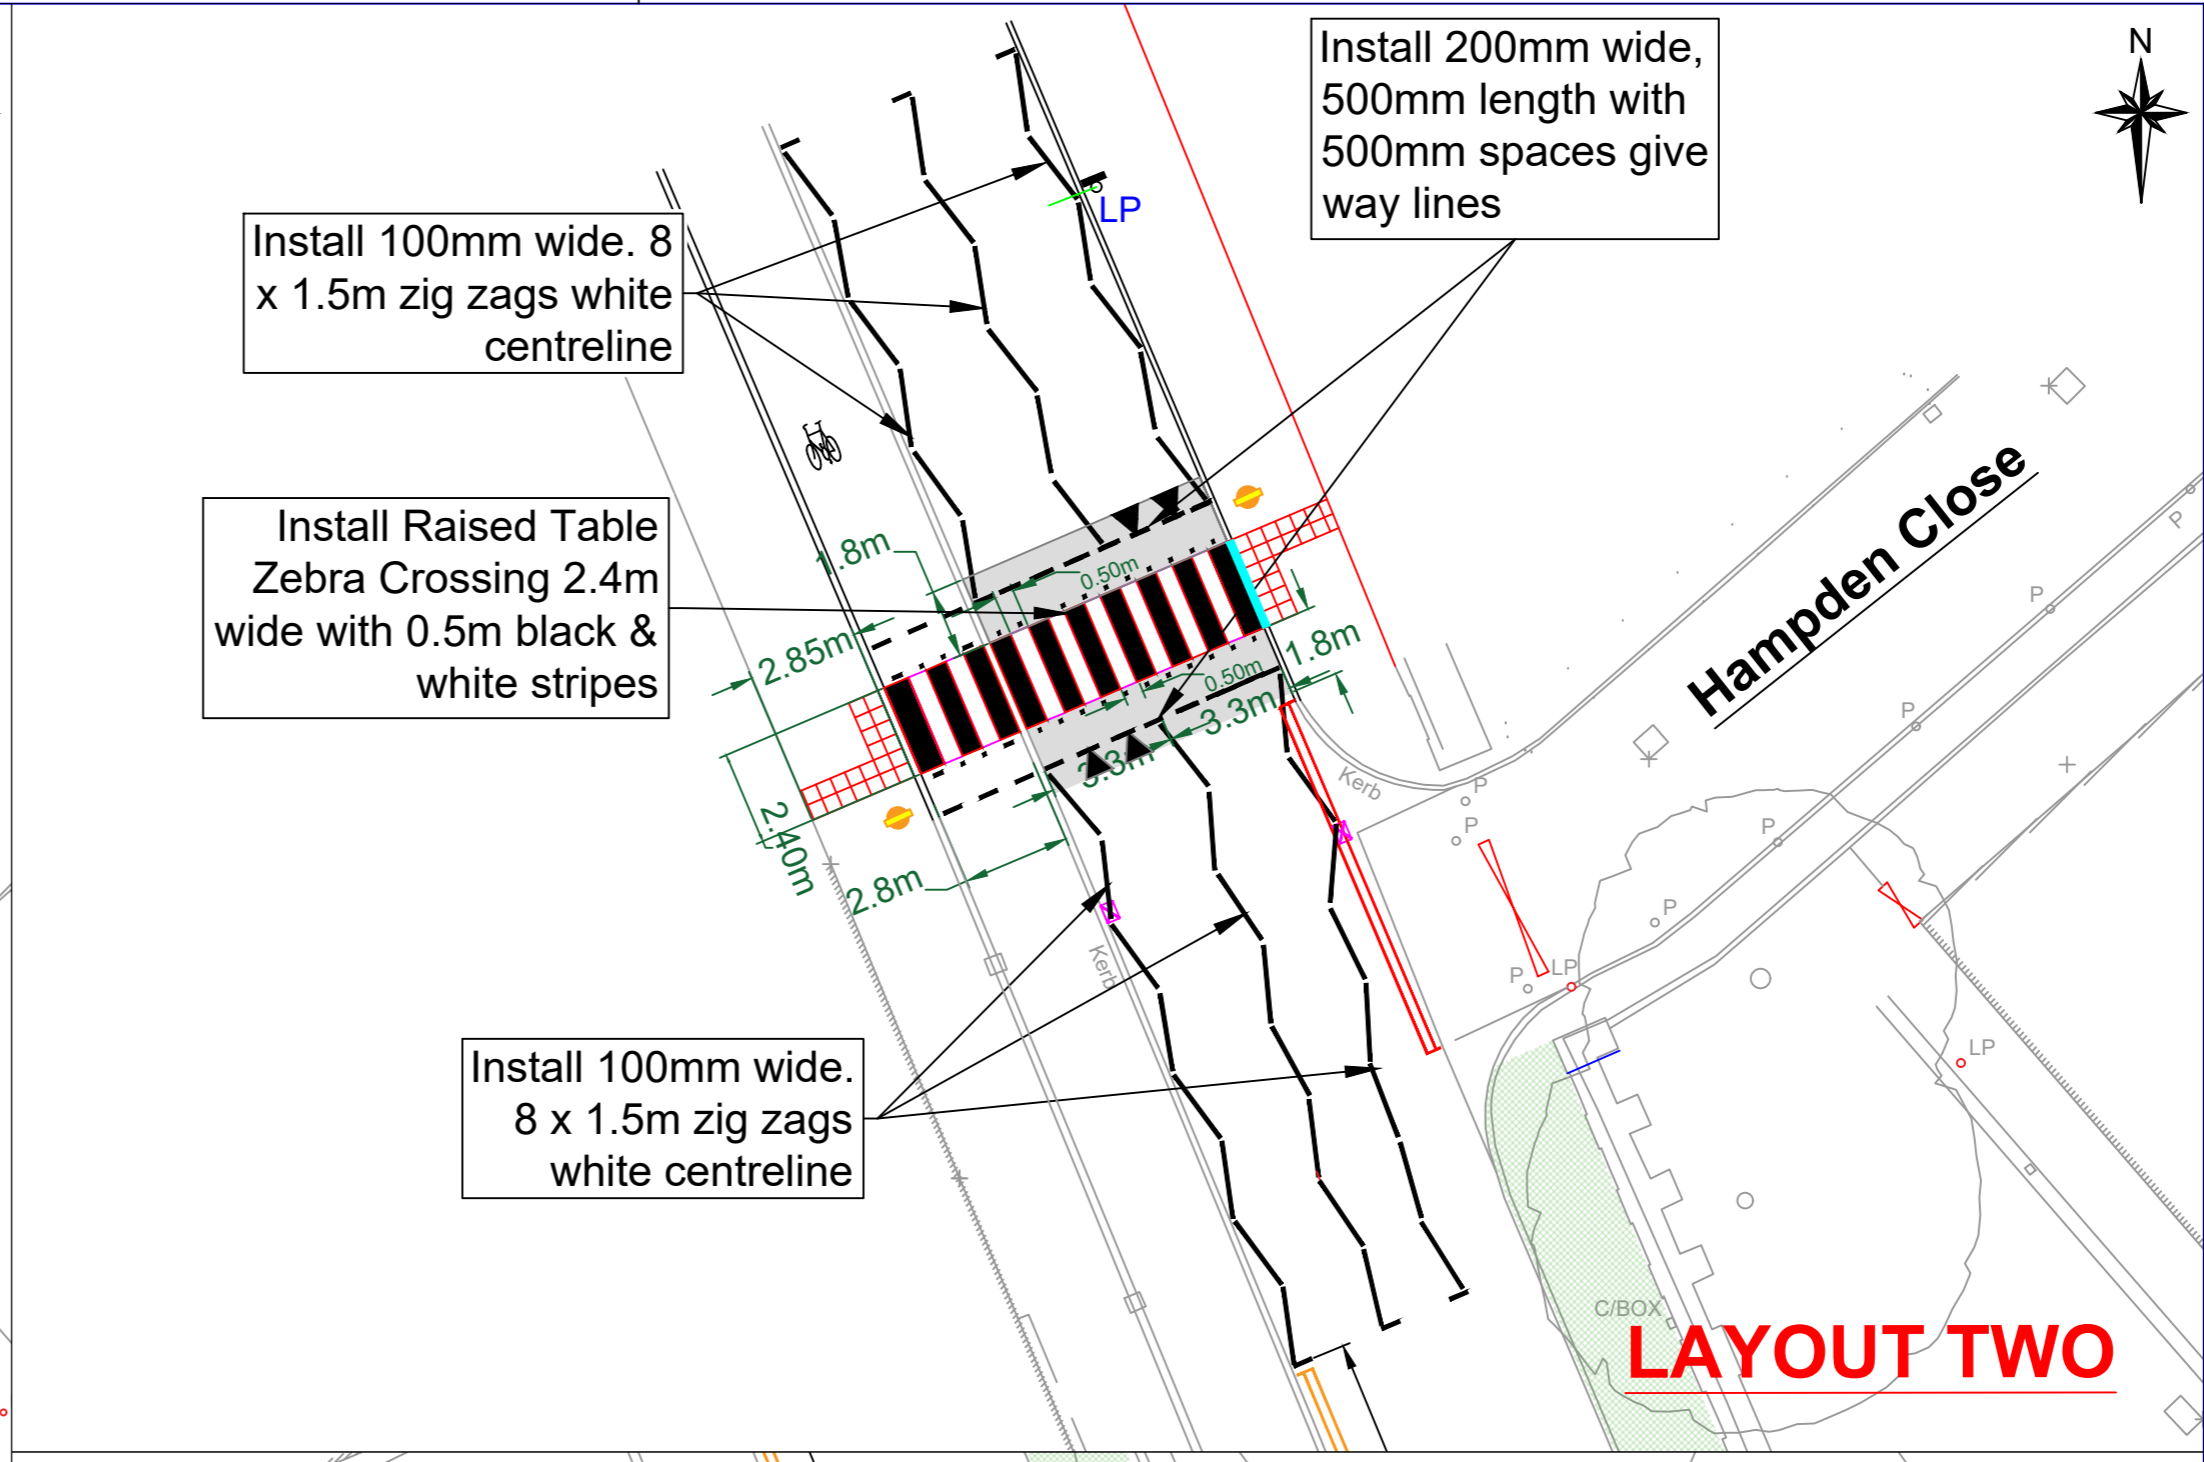 Install 200mm wide,
500mm length with
500mm spaces give
way lines
N
LP
Install 100mm wide. 8
x 1.5m zig zags white
centreline
Install Raised Table
Zebra Crossing 2.4m
wide with 0.5m black &
white stripes
1.8m
0.50m
2.85m
1.8m
0.50m
3.3m
3.3m
2.40m
2.8m
Hampden Close
Kerb
Kerb
P
P
P
P
P
P
P
P
LP
LP
Install 100mm wide.
8 x 1.5m zig zags
white centreline
C/BOX
LAYOUT TWO